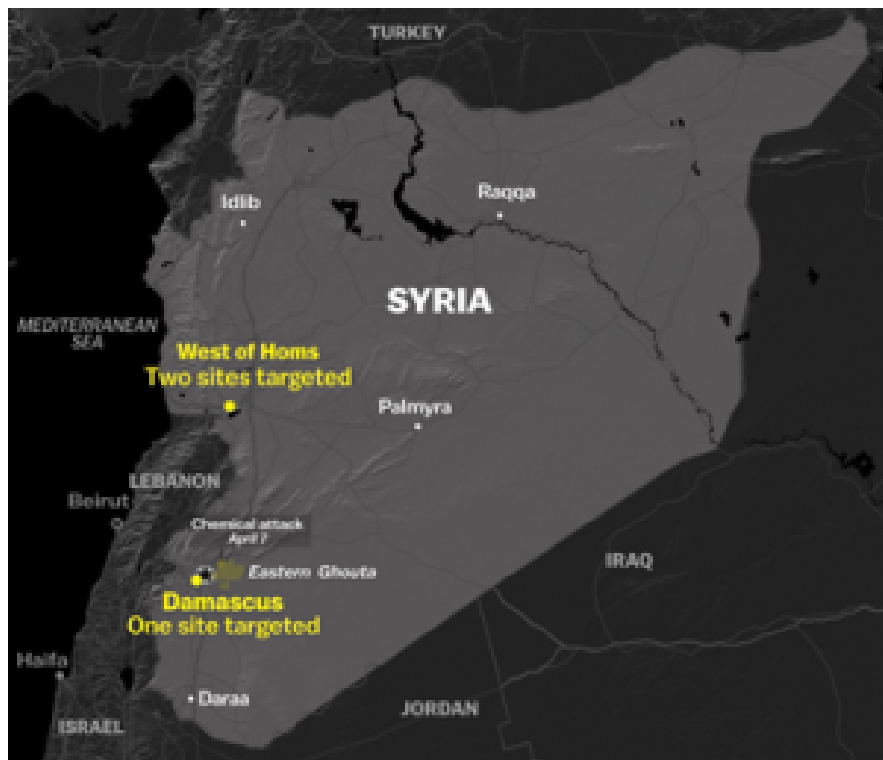 TURKEY
Idlib
Raqqa
SYRIA
MEDITERRANEAN
SEA
West of Homs
Two sites targeted
Palmyra
LEBANON
Beirut
Chemical attack
April 7
Eastern Ghouta
IRAQ
Damascus
One site targeted
Haifa
Daraa
JORDAN
ISRAEL